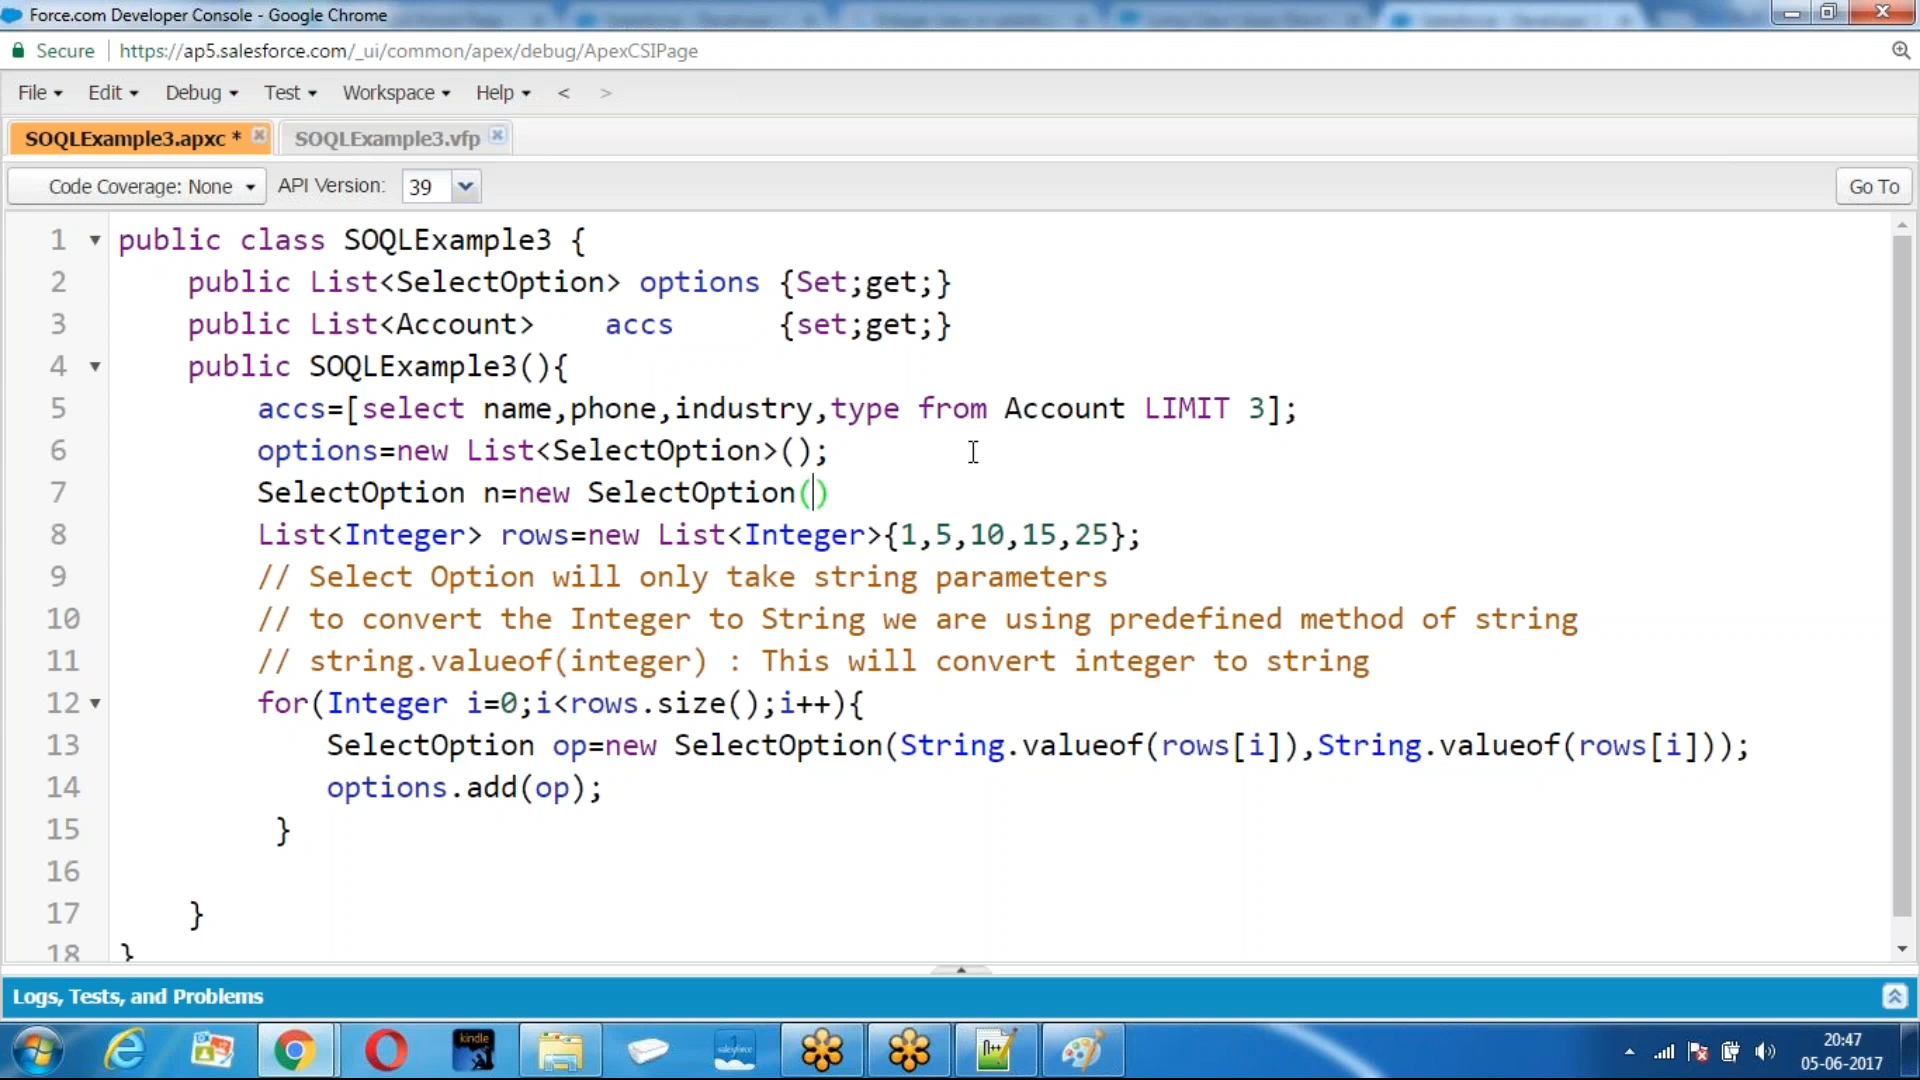 Force.com Developer Console - Google Chrome
Secure https://ap5.salesforce.com/_ui/common/apex/debug/ApexCSIPage
File Edit Debug Test Workspace Help < >
SOQLExample3.apxc * SOQLExample3.vfp
Code Coverage: None API Version: 39 Go To
1 public class SOQLExample3 {
2 public List<SelectOption> options {Set;get;}
3 public List<Account> accs {set;get;}
4 public SOQLExample3(){
5 accs=[select name,phone,industry,type from Account LIMIT 3];
6 options=new List<SelectOption>();
7 SelectOption n=new SelectOption()
8 List<Integer> rows=new List<Integer>{1,5,10,15,25};
9 // Select Option will only take string parameters
10 // to convert the Integer to String we are using predefined method of string
11 // string.valueof(integer) : This will convert integer to string
12 for(Integer i=0;i<rows.size();i++){
13 SelectOption op=new SelectOption(String.valueof(rows[i]),String.valueof(rows[i]));
14 options.add(op);
15 }
16
17 }
18 }
Logs, Tests, and Problems
kindle
salesforce
20:47
05-06-2017